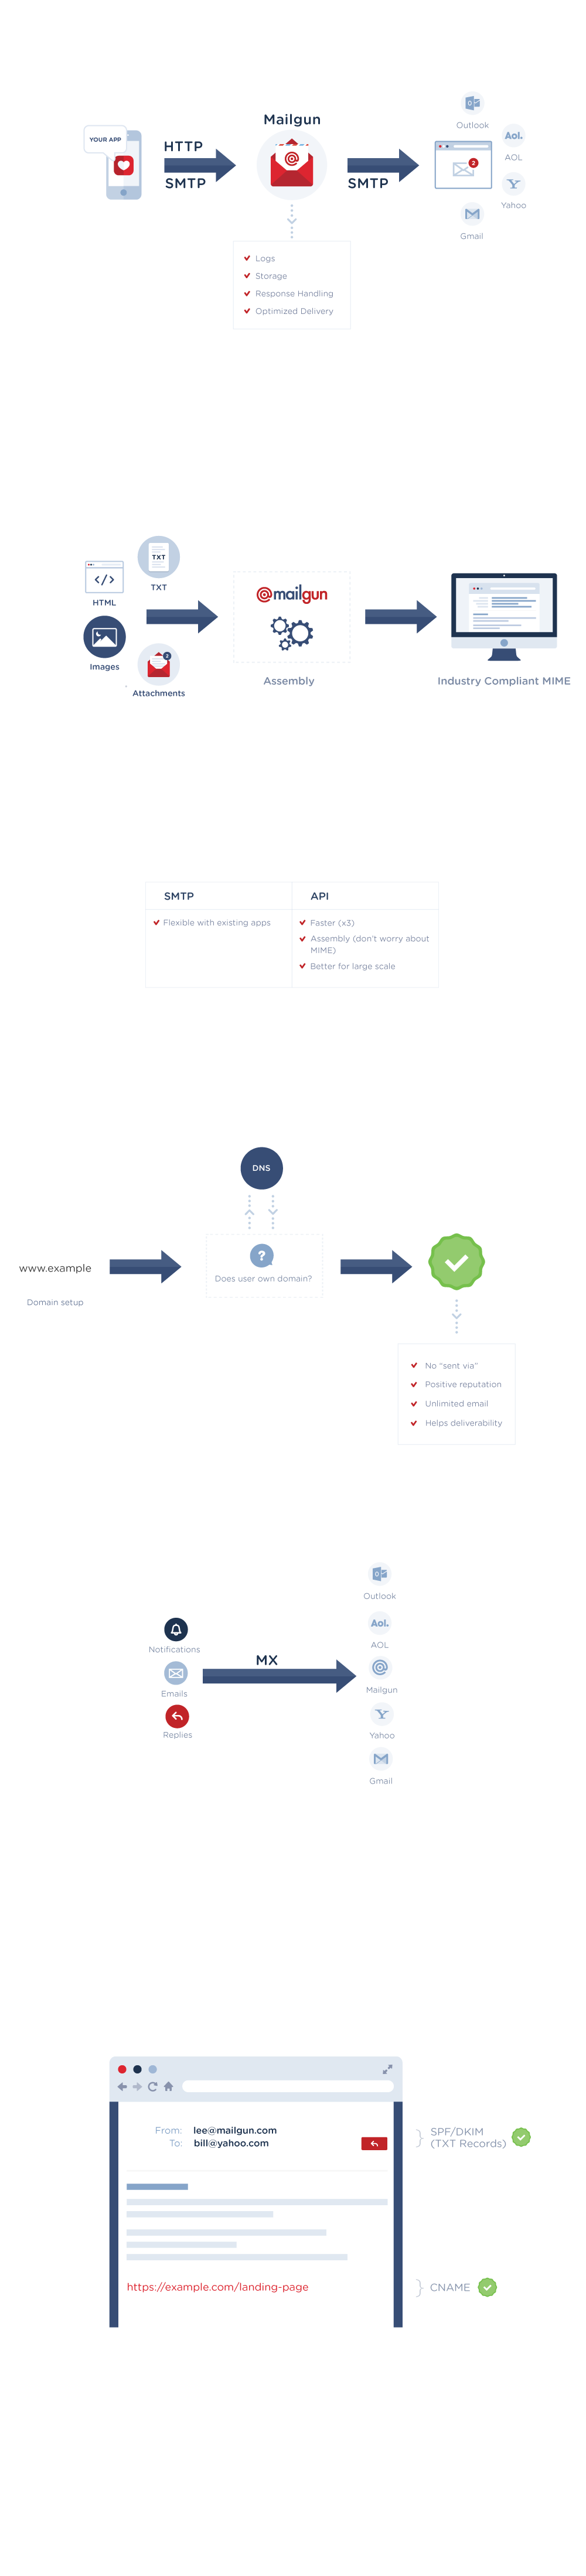 Mailgun
Outlook
YOUR APP
HTTP
SMTP
SMTP
2
Aol.
AOL
Yahoo
Gmail
Logs
Storage
Response Handling
Optimized Delivery
TXT
TXT
</>
HTML
Images
2
Attachments
@mailgun
Assembly
Industry Compliant MIME
SMTP
API
Flexible with existing apps
Faster (x3)
Assembly (don't worry about
MIME)
Better for large scale
DNS
www.example
Domain setup
?
Does user own domain?
No “sent via”
Positive reputation
Unlimited email
Helps deliverability
Outlook
Notifications
Aol.
AOL
MX
Emails
Mailgun
Replies
Yahoo
Gmail
From: lee@mailgun.com
To: bill@yahoo.com
SPF/DKIM
(TXT Records)
https://example.com/landing-page
CNAME